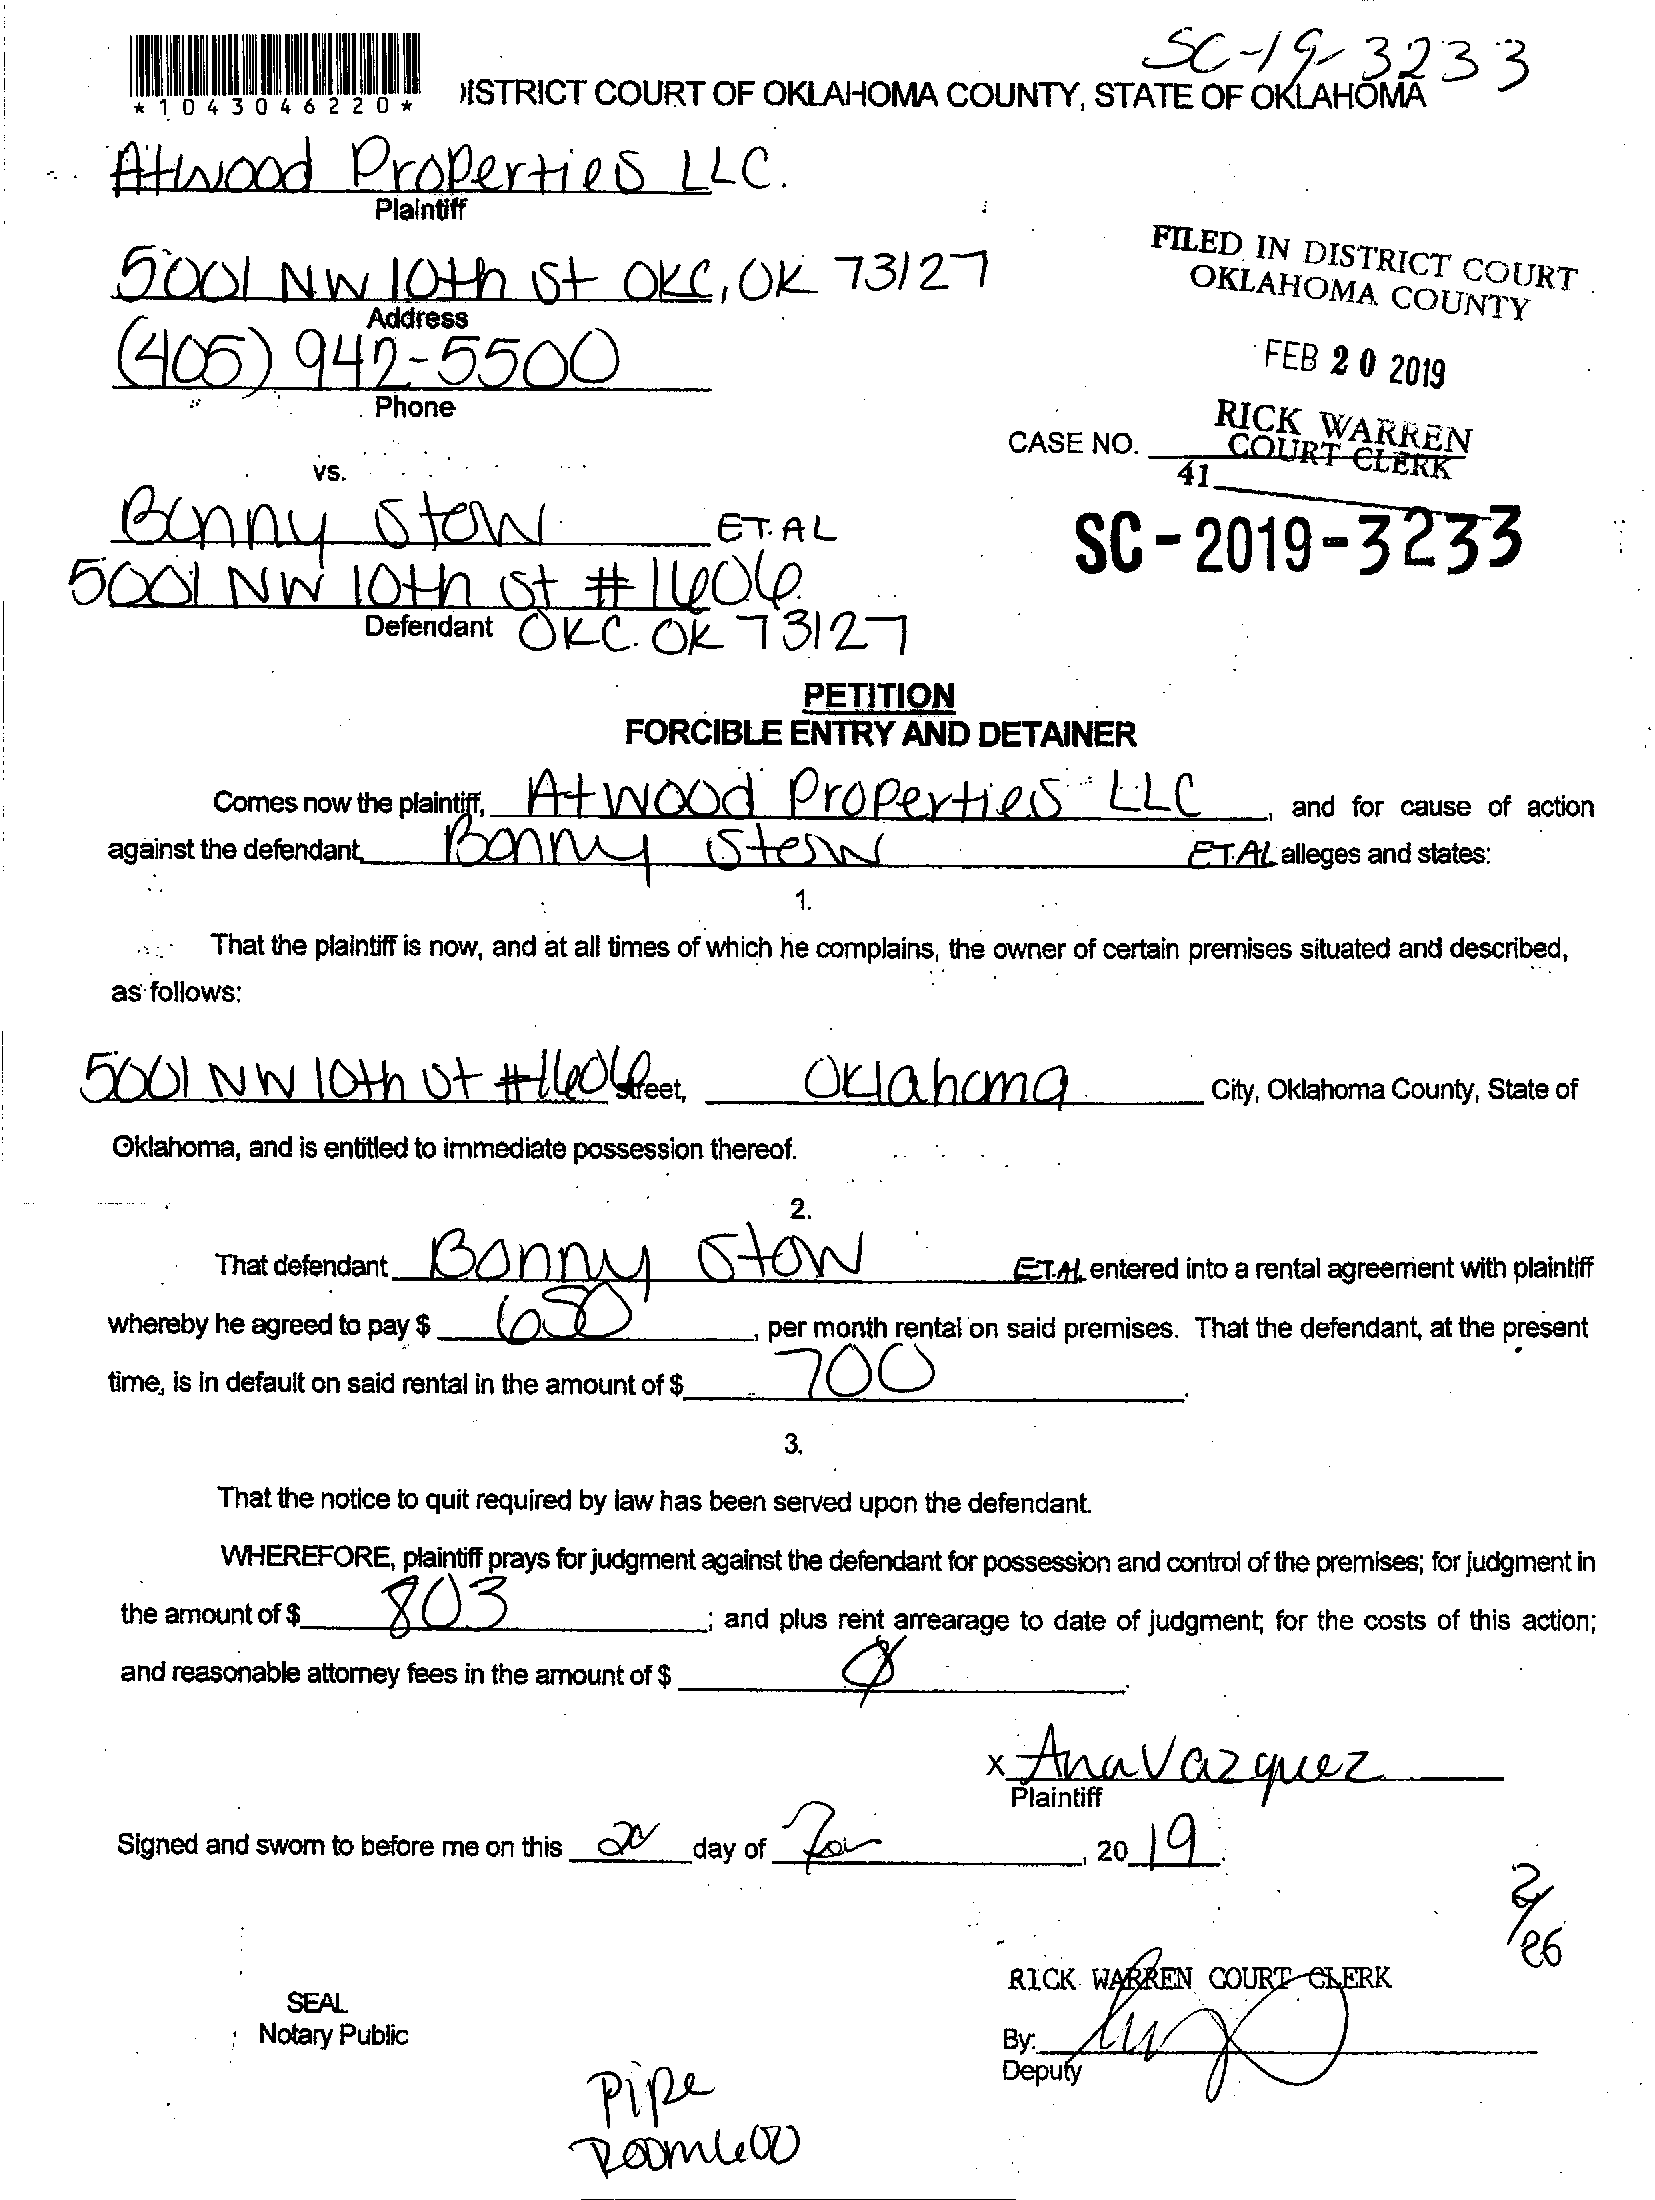 SC-19-3233
*1043046220* ISTRICT COURT OF OKLAHOMA COUNTY, STATE OF OKLAHOMA
Atwood Properties LLC.
Plaintiff
5001 NW 10th St OKC, OK 73127
Address
(405) 942-5500
Phone
FILED IN DISTRICT COURT
OKLAHOMA COUNTY
FEB 20 2019
RICK WARREN
COURT CLERK
41
CASE NO.
SC-2019-3233
vs.
Bonny Stow ET.AL
5001 NW 10th St #1606
Defendant OKC. OK 73127
PETITION
FORCIBLE ENTRY AND DETAINER
Comes now the plaintiff, Atwood Properties LLC, and for cause of action
against the defendant, Bonny Stow ET.AL alleges and states:
1.
That the plaintiff is now, and at all times of which he complains, the owner of certain premises situated and described,
as follows:
5001 NW 10th St #1606 street, Oklahoma City, Oklahoma County, State of
Oklahoma, and is entitled to immediate possession thereof.
2.
That defendant Bonny Stow ET.AL entered into a rental agreement with plaintiff
whereby he agreed to pay $ 650, per month rental on said premises. That the defendant, at the present
time, is in default on said rental in the amount of $ 700.
3.
That the notice to quit required by law has been served upon the defendant.
WHEREFORE, plaintiff prays for judgment against the defendant for possession and control of the premises; for judgment in
the amount of $ 803; and plus rent arrearage to date of judgment; for the costs of this action;
and reasonable attorney fees in the amount of $ .
x Ana Vazquez
Plaintiff
Signed and sworn to before me on this 20 day of , 2019.
2/26
RICK WARREN COURT CLERK
SEAL
Notary Public
By:
Deputy
Pipe
Room 600